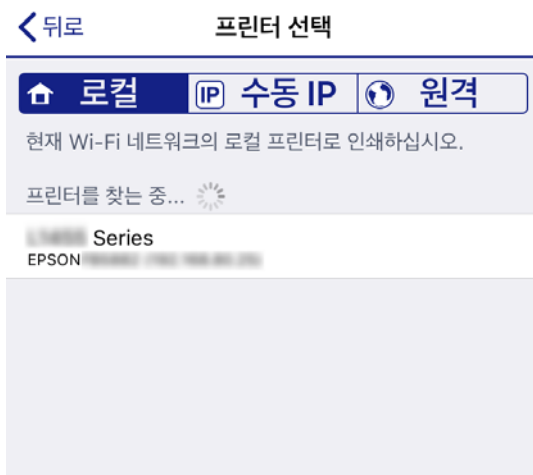 뒤로 프린터 선택
로컬 IP 수동 IP 원격
현재 Wi-Fi 네트워크의 로컬 프린터로 인쇄하십시오.
프린터를 찾는 중...
Series
EPSON